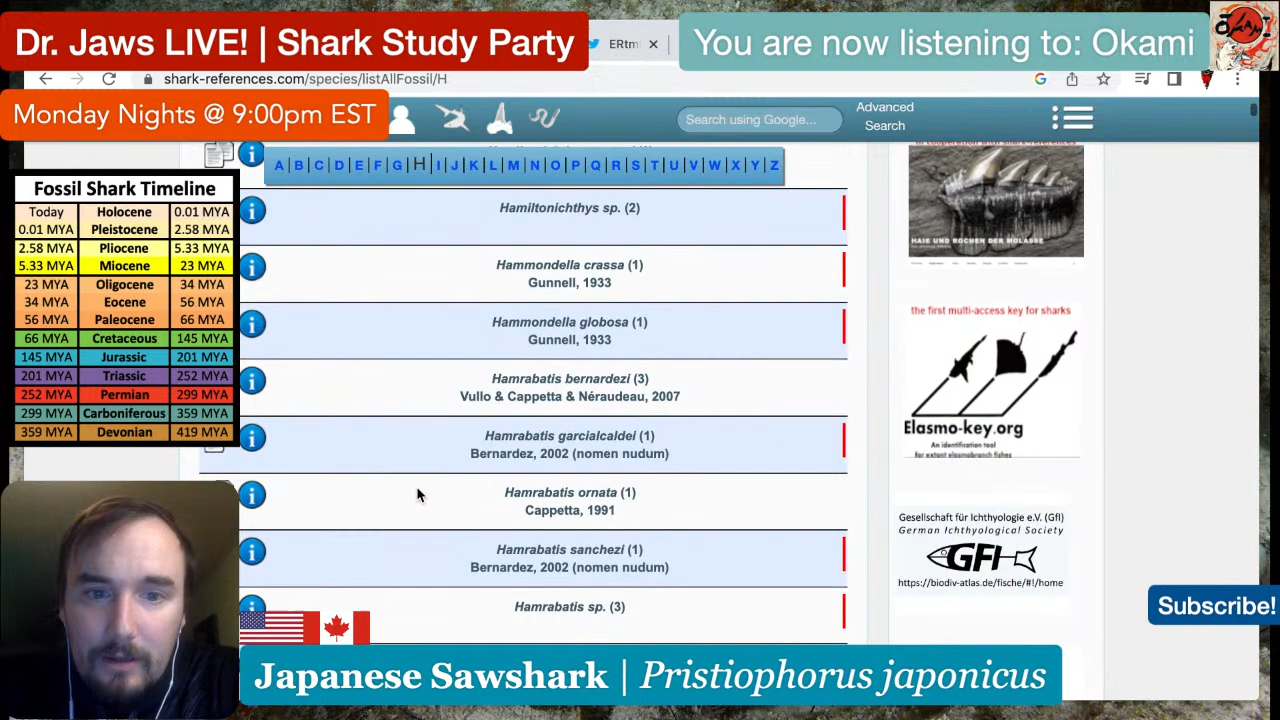 Dr. Jaws LIVE! | Shark Study Party
ERtm
You are now listening to: Okami
shark-references.com/species/listAllFossil/H
Monday Nights @ 9:00pm EST
Search using Google...
Advanced
Search
A | B | C | D | E | F | G | H | I | J | K | L | M | N | O | P | Q | R | S | T | U | V | W | X | Y | Z
Fossil Shark Timeline
Today Holocene 0.01 MYA
0.01 MYA Pleistocene 2.58 MYA
2.58 MYA Pliocene 5.33 MYA
5.33 MYA Miocene 23 MYA
23 MYA Oligocene 34 MYA
34 MYA Eocene 56 MYA
56 MYA Paleocene 66 MYA
66 MYA Cretaceous 145 MYA
145 MYA Jurassic 201 MYA
201 MYA Triassic 252 MYA
252 MYA Permian 299 MYA
299 MYA Carboniferous 359 MYA
359 MYA Devonian 419 MYA
Hamiltonichthys sp. (2)
Hammondella crassa (1)
Gunnell, 1933
Hammondella globosa (1)
Gunnell, 1933
Hamrabatis bernardezi (3)
Vullo & Cappetta & Néraudeau, 2007
Hamrabatis garcialcaldei (1)
Bernardez, 2002 (nomen nudum)
Hamrabatis ornata (1)
Cappetta, 1991
Hamrabatis sanchezi (1)
Bernardez, 2002 (nomen nudum)
Hamrabatis sp. (3)
HAIE UND ROCHEN DER MOLASSE
the first multi-access key for sharks
Elasmo-key.org
An identification tool
for extant elasmobranch fishes
Gesellschaft für Ichthyologie e.V. (GfI)
German Ichthyological Society
GFI
https://biodiv-atlas.de/fische/#!/home
Subscribe!
Japanese Sawshark | Pristiophorus japonicus